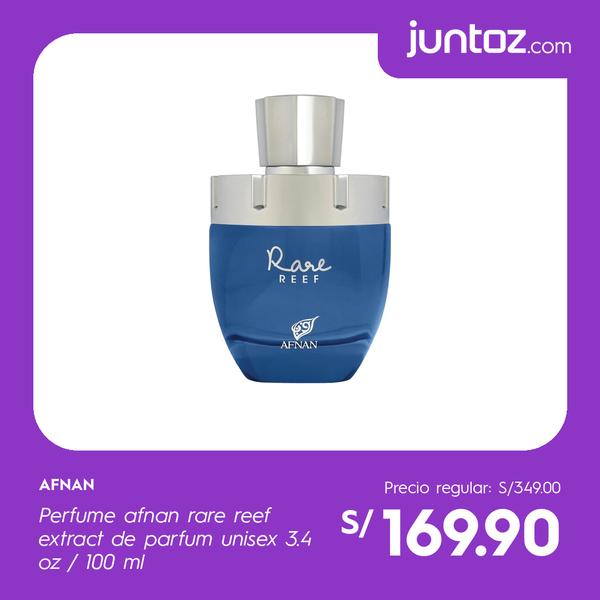 juntoz.com
Rare
REEF
AFNAN
AFNAN
Perfume afnan rare reef
extract de parfum unisex 3.4
oz / 100 ml
Precio regular: S/349.00
S/169.90